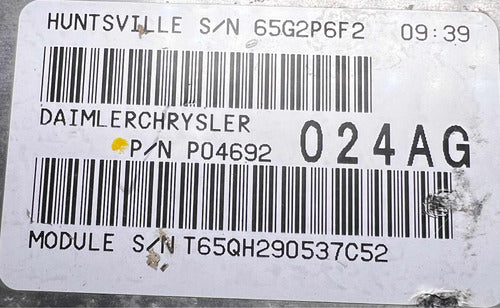 HUNTSVILLE S/N 65G2P6F2 09:39
DAIMLERCHRYSLER
P/N P04692 024AG
MODULE S/N T65QH290537C52